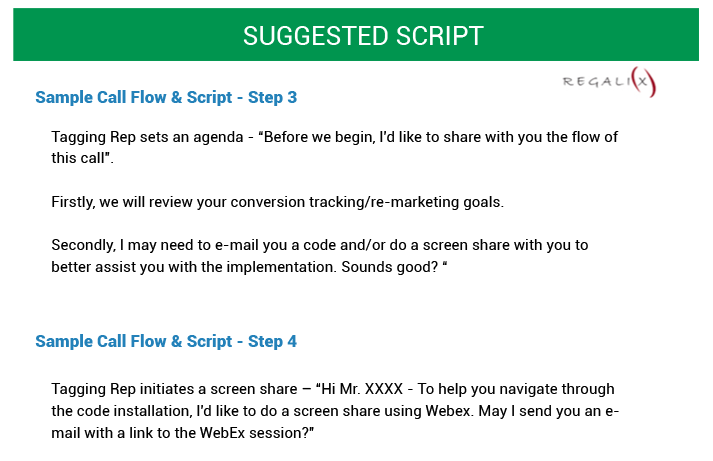 SUGGESTED SCRIPT
REGALI(X)
Sample Call Flow & Script - Step 3
Tagging Rep sets an agenda - “Before we begin, I'd like to share with you the flow of
this call”.
Firstly, we will review your conversion tracking/re-marketing goals.
Secondly, I may need to e-mail you a code and/or do a screen share with you to
better assist you with the implementation. Sounds good? “
Sample Call Flow & Script - Step 4
Tagging Rep initiates a screen share – “Hi Mr. XXXX - To help you navigate through
the code installation, I'd like to do a screen share using Webex. May I send you an e-
mail with a link to the WebEx session?”